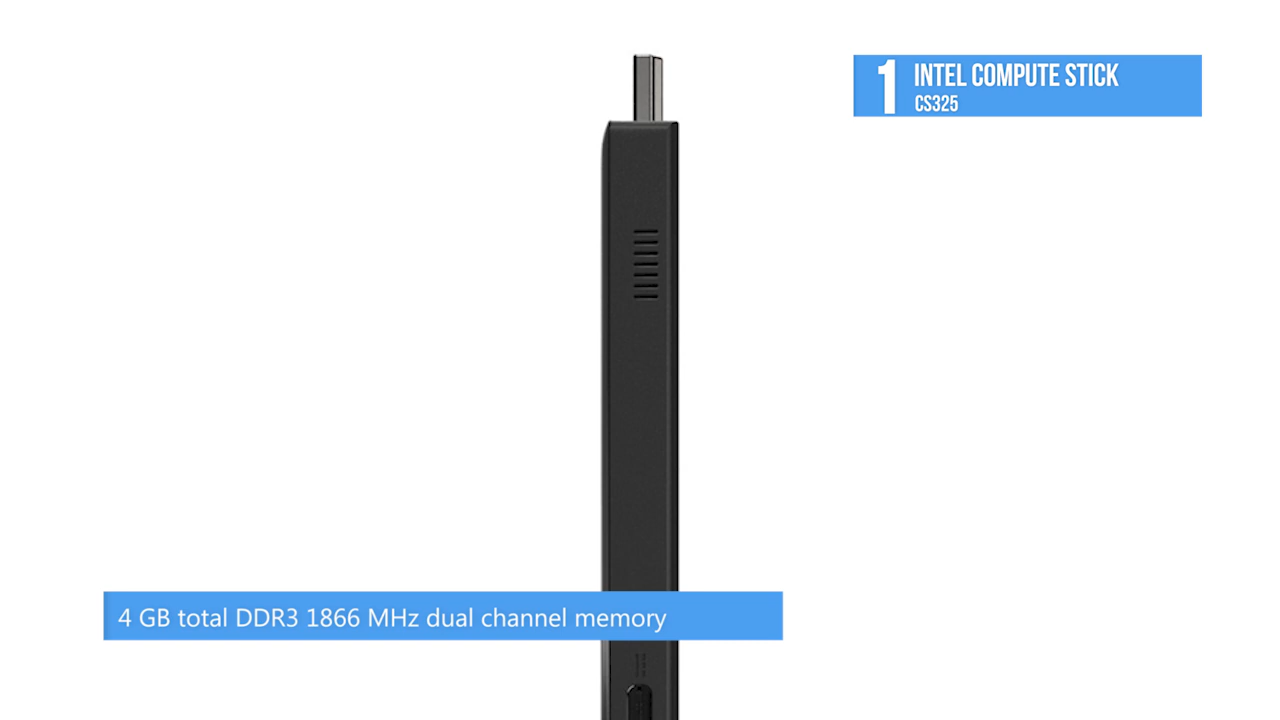 1
INTEL COMPUTE STICK
CS325
4 GB total DDR3 1866 MHz dual channel memory